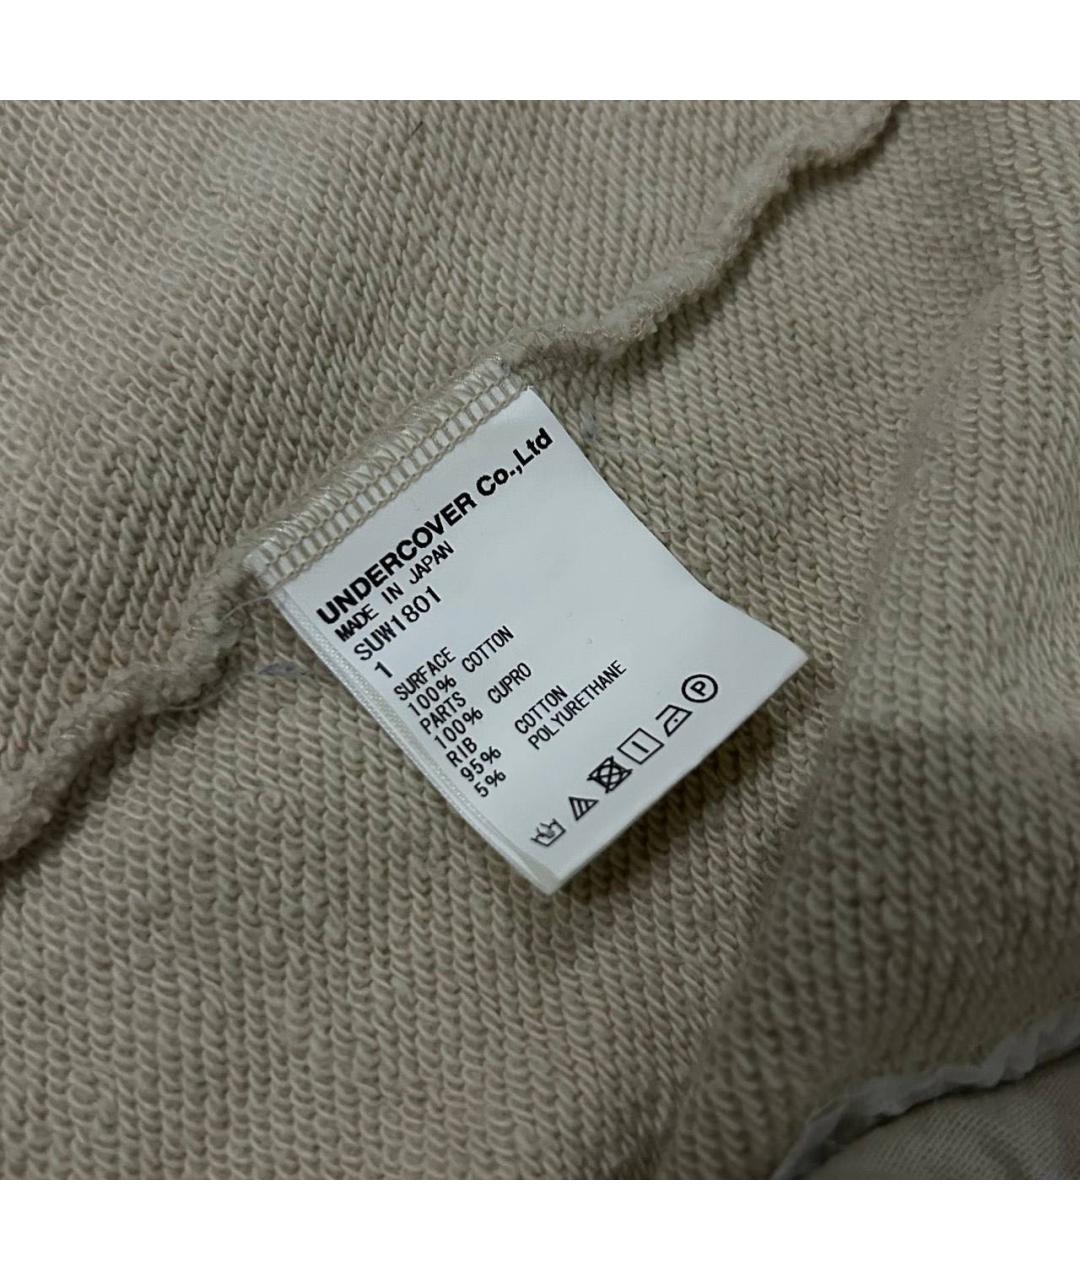 UNDERCOVER Co.,Ltd
MADE IN JAPAN
SUW1801
1
SURFACE
100% COTTON
PARTS
100% CUPRO
RIB
95% COTTON
5% POLYURETHANE
P